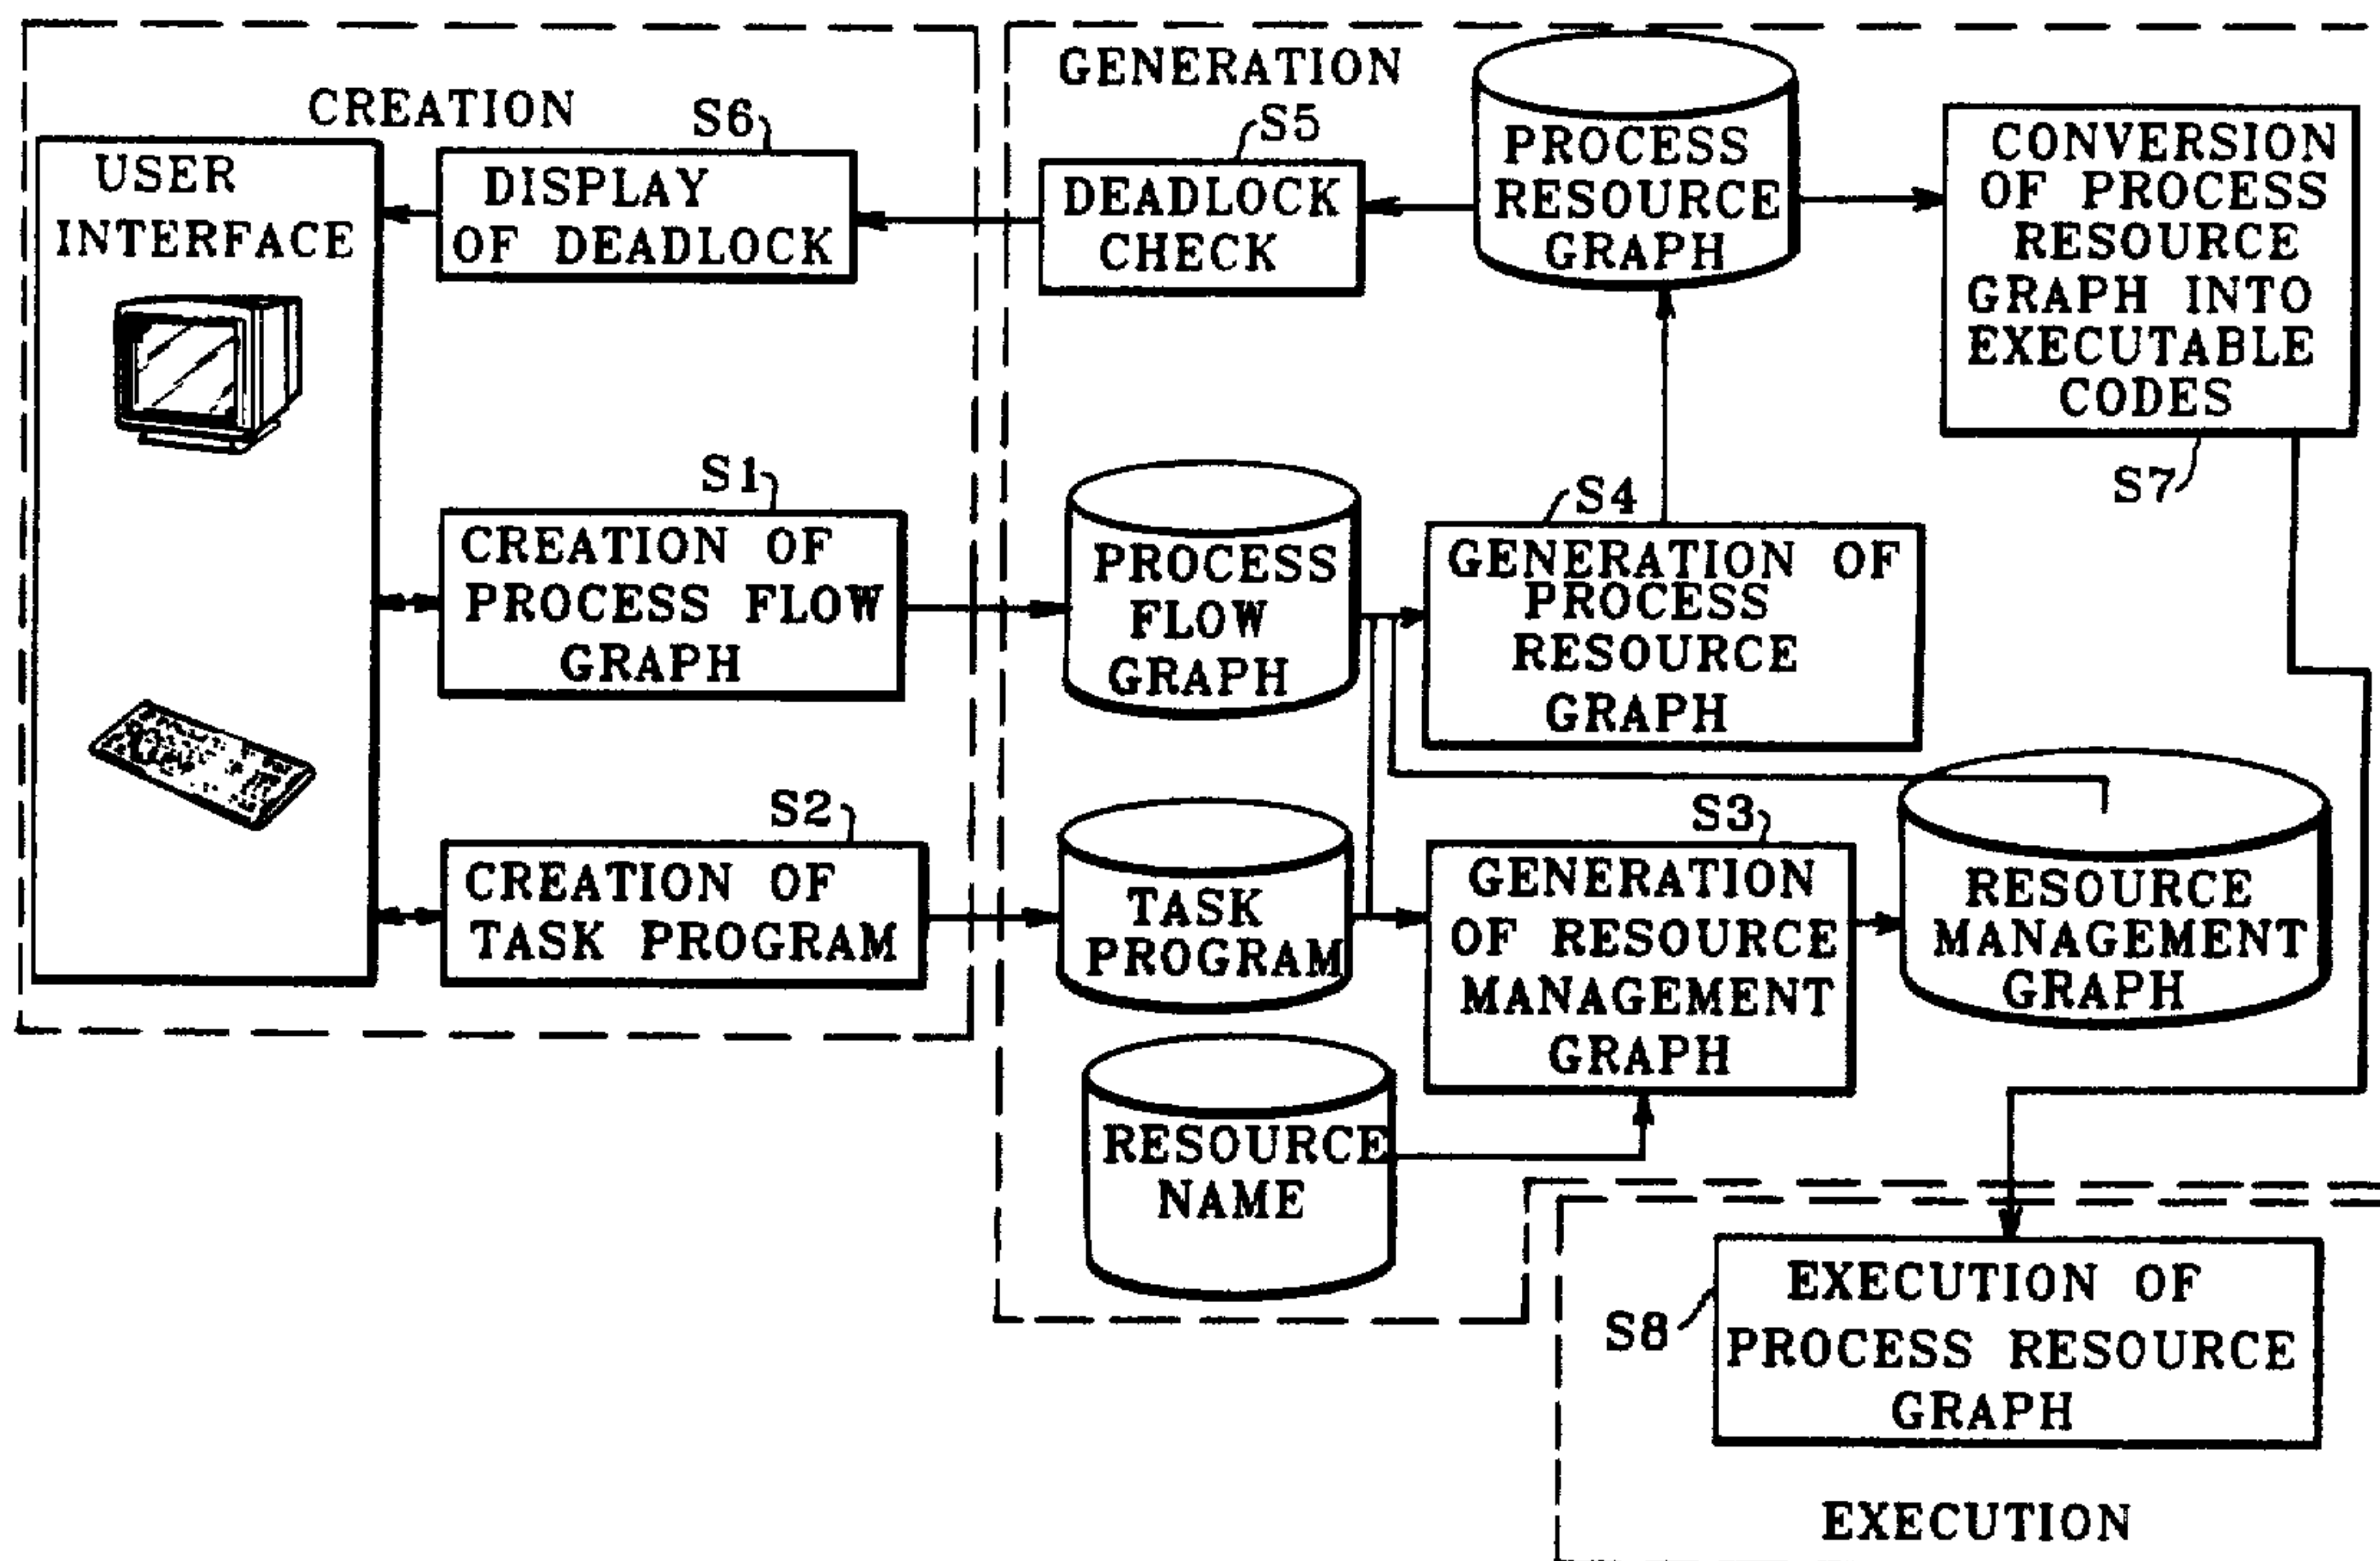 CREATION
USER
INTERFACE
S6
DISPLAY
OF DEADLOCK
S1
CREATION OF
PROCESS FLOW
GRAPH
S2
CREATION OF
TASK PROGRAM
GENERATION
S5
DEADLOCK
CHECK
PROCESS
RESOURCE
GRAPH
CONVERSION
OF PROCESS
RESOURCE
GRAPH INTO
EXECUTABLE
CODES
S7
PROCESS
FLOW
GRAPH
S4
GENERATION OF
PROCESS
RESOURCE
GRAPH
TASK
PROGRAM
S3
GENERATION
OF RESOURCE
MANAGEMENT
GRAPH
RESOURCE
MANAGEMENT
GRAPH
RESOURCE
NAME
S8
EXECUTION OF
PROCESS RESOURCE
GRAPH
EXECUTION